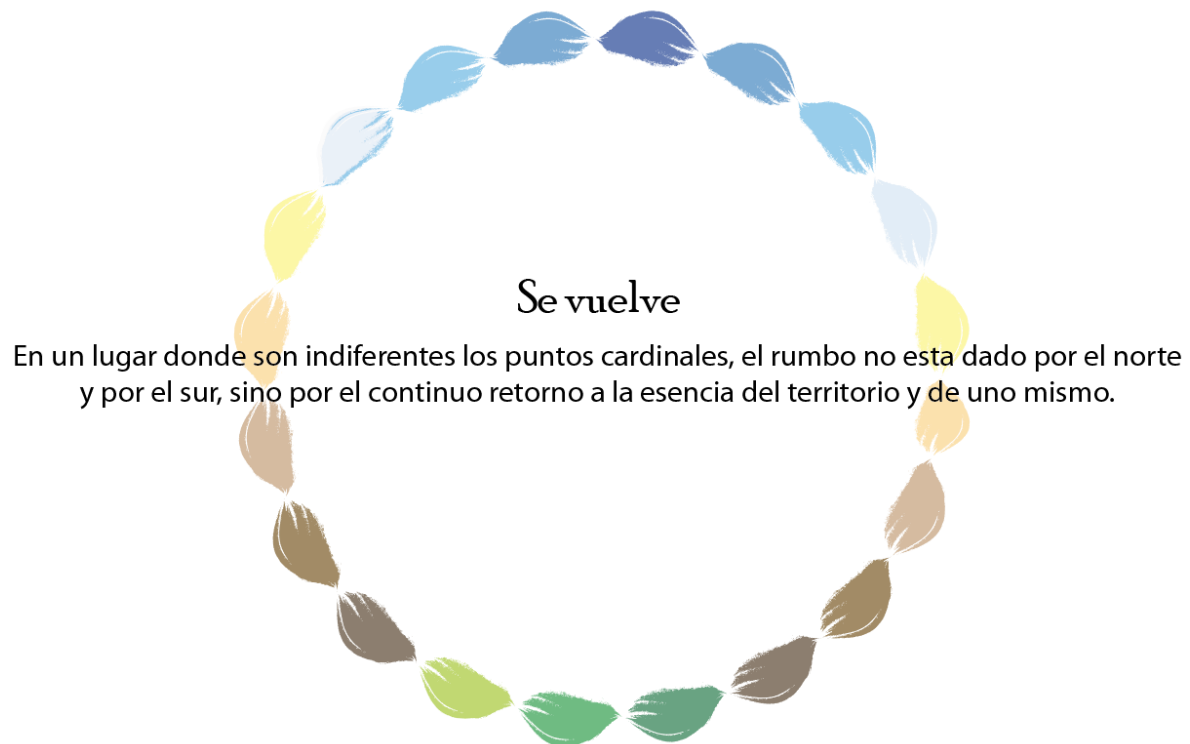 Se vuelve
En un lugar donde son indiferentes los puntos cardinales, el rumbo no esta dado por el norte
y por el sur, sino por el continuo retorno a la esencia del territorio y de uno mismo.